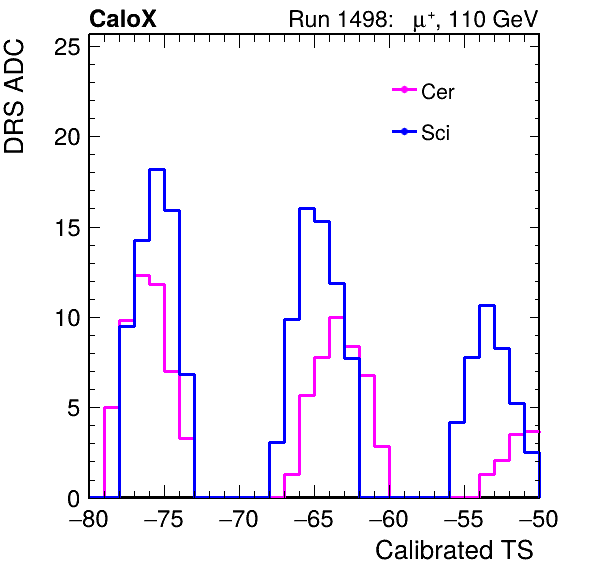 CaloX Run 1498: μ⁺, 110 GeV
DRS ADC
25
20
15
10
5
0
Cer
Sci
−80 −75 −70 −65 −60 −55 −50
Calibrated TS